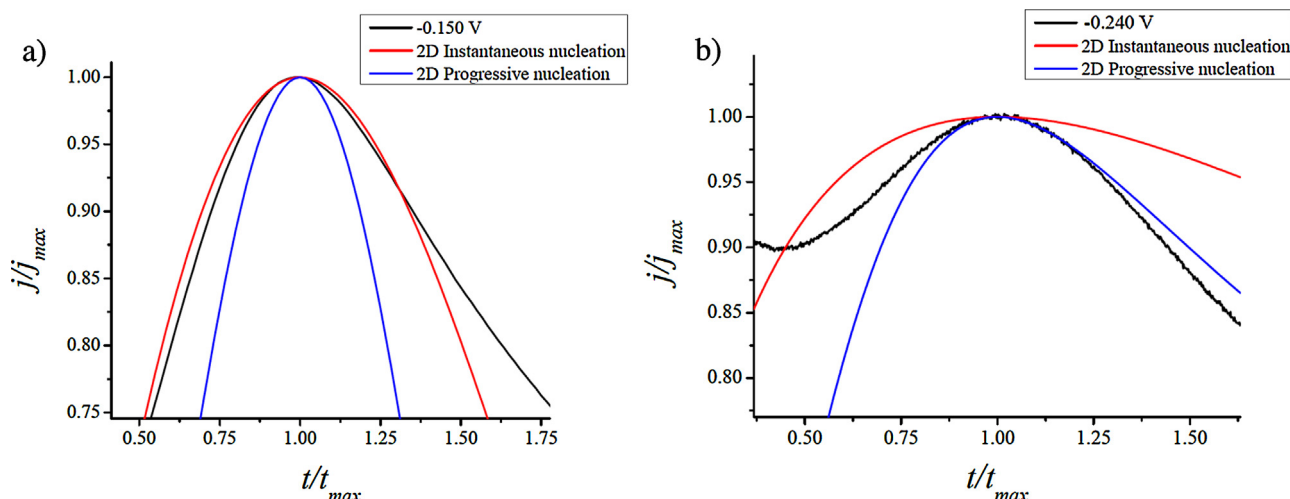 a)
-0.150 V
2D Instantaneous nucleation
2D Progressive nucleation
1.00
0.95
0.90
0.85
0.80
0.75
j/jmax
0.50 0.75 1.00 1.25 1.50 1.75
t/tmax
b)
-0.240 V
2D Instantaneous nucleation
2D Progressive nucleation
1.00
0.95
0.90
0.85
0.80
j/jmax
0.50 0.75 1.00 1.25 1.50
t/tmax